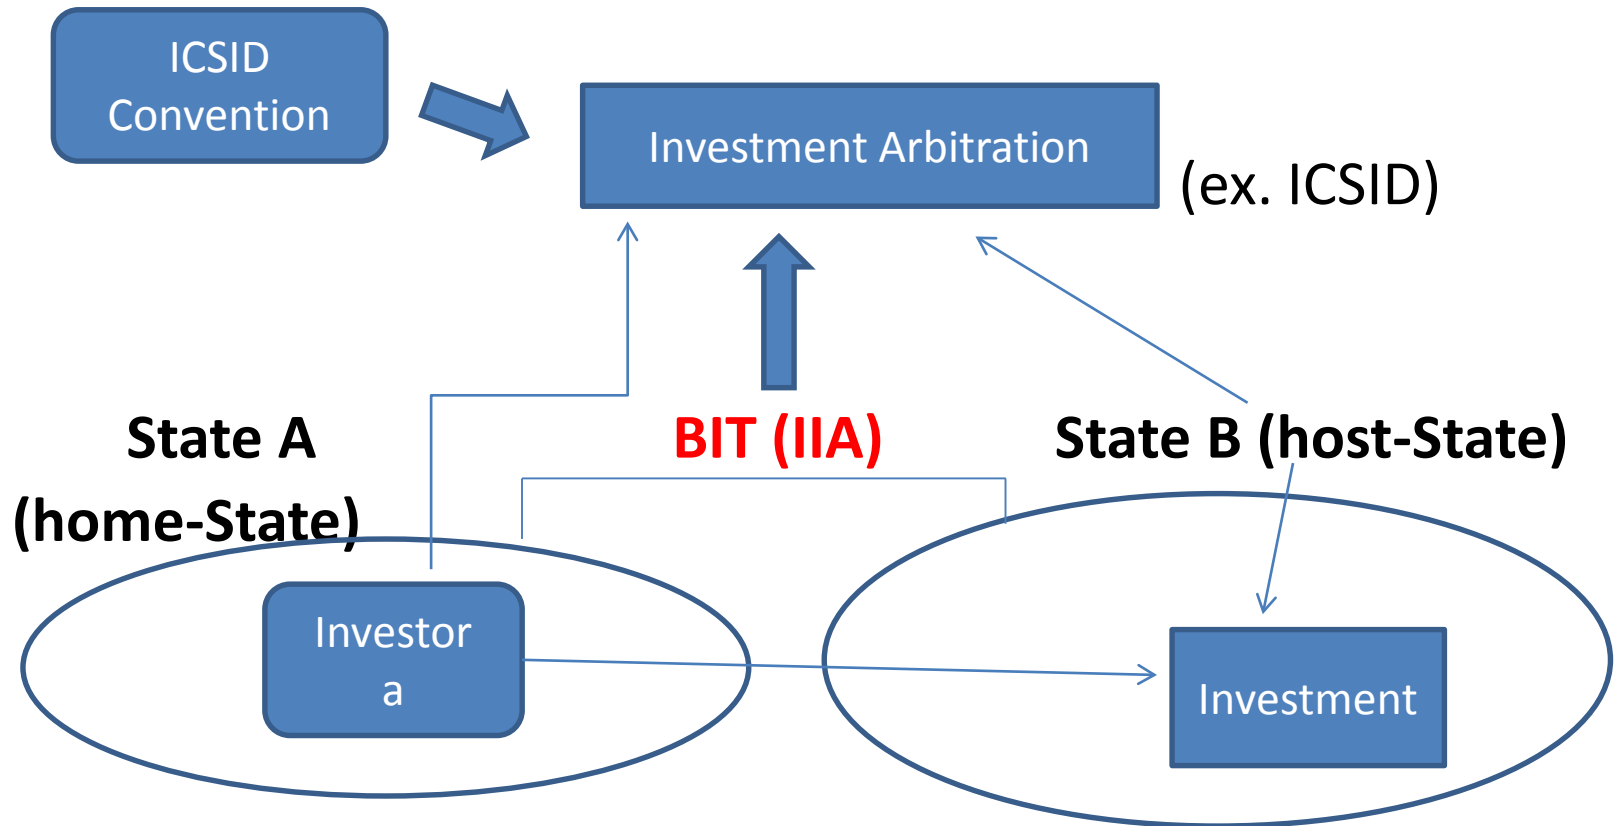 ICSID
Convention
Investment Arbitration
(ex. ICSID)
State A
(home-State)
BIT (IIA)
State B (host-State)
Investor
a
Investment